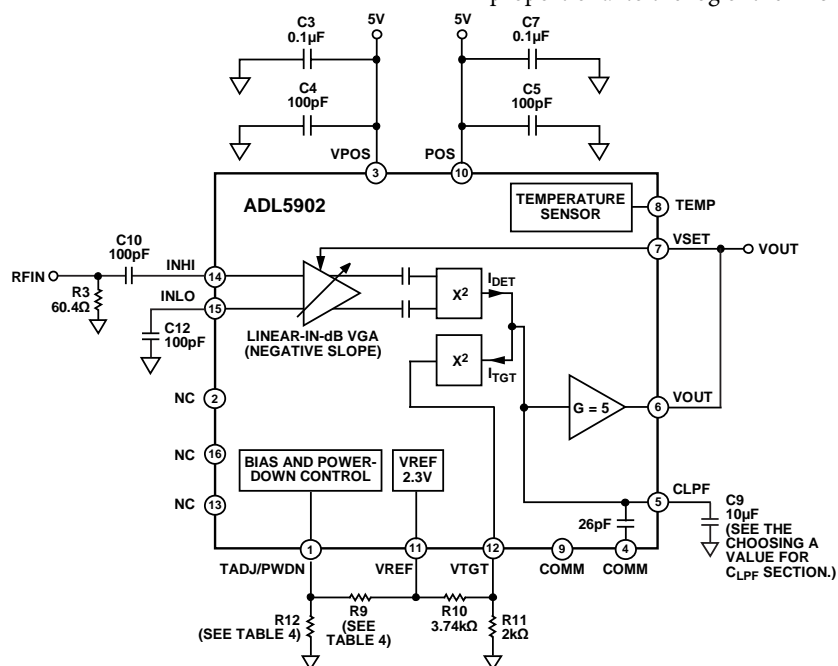 5V
5V
C3
0.1µF
C7
0.1µF
C4
100pF
C5
100pF
VPOS
POS
3
10
ADL5902
TEMPERATURE
SENSOR
8
TEMP
7
VSET
VOUT
C10
100pF
RFIN
INHI
14
R3
60.4Ω
INLO
15
C12
100pF
LINEAR-IN-dB VGA
(NEGATIVE SLOPE)
X2
IDET
X2
ITGT
NC
2
G = 5
VOUT
6
NC
16
BIAS AND POWER-
DOWN CONTROL
VREF
2.3V
NC
13
CLPF
5
C9
10µF
(SEE THE
CHOOSING A
VALUE FOR
CLPF SECTION.)
26pF
1
11
12
9
4
TADJ/PWDN
VREF
VTGT
COMM
COMM
R12
(SEE TABLE 4)
R9
(SEE
TABLE 4)
R10
3.74kΩ
R11
2kΩ